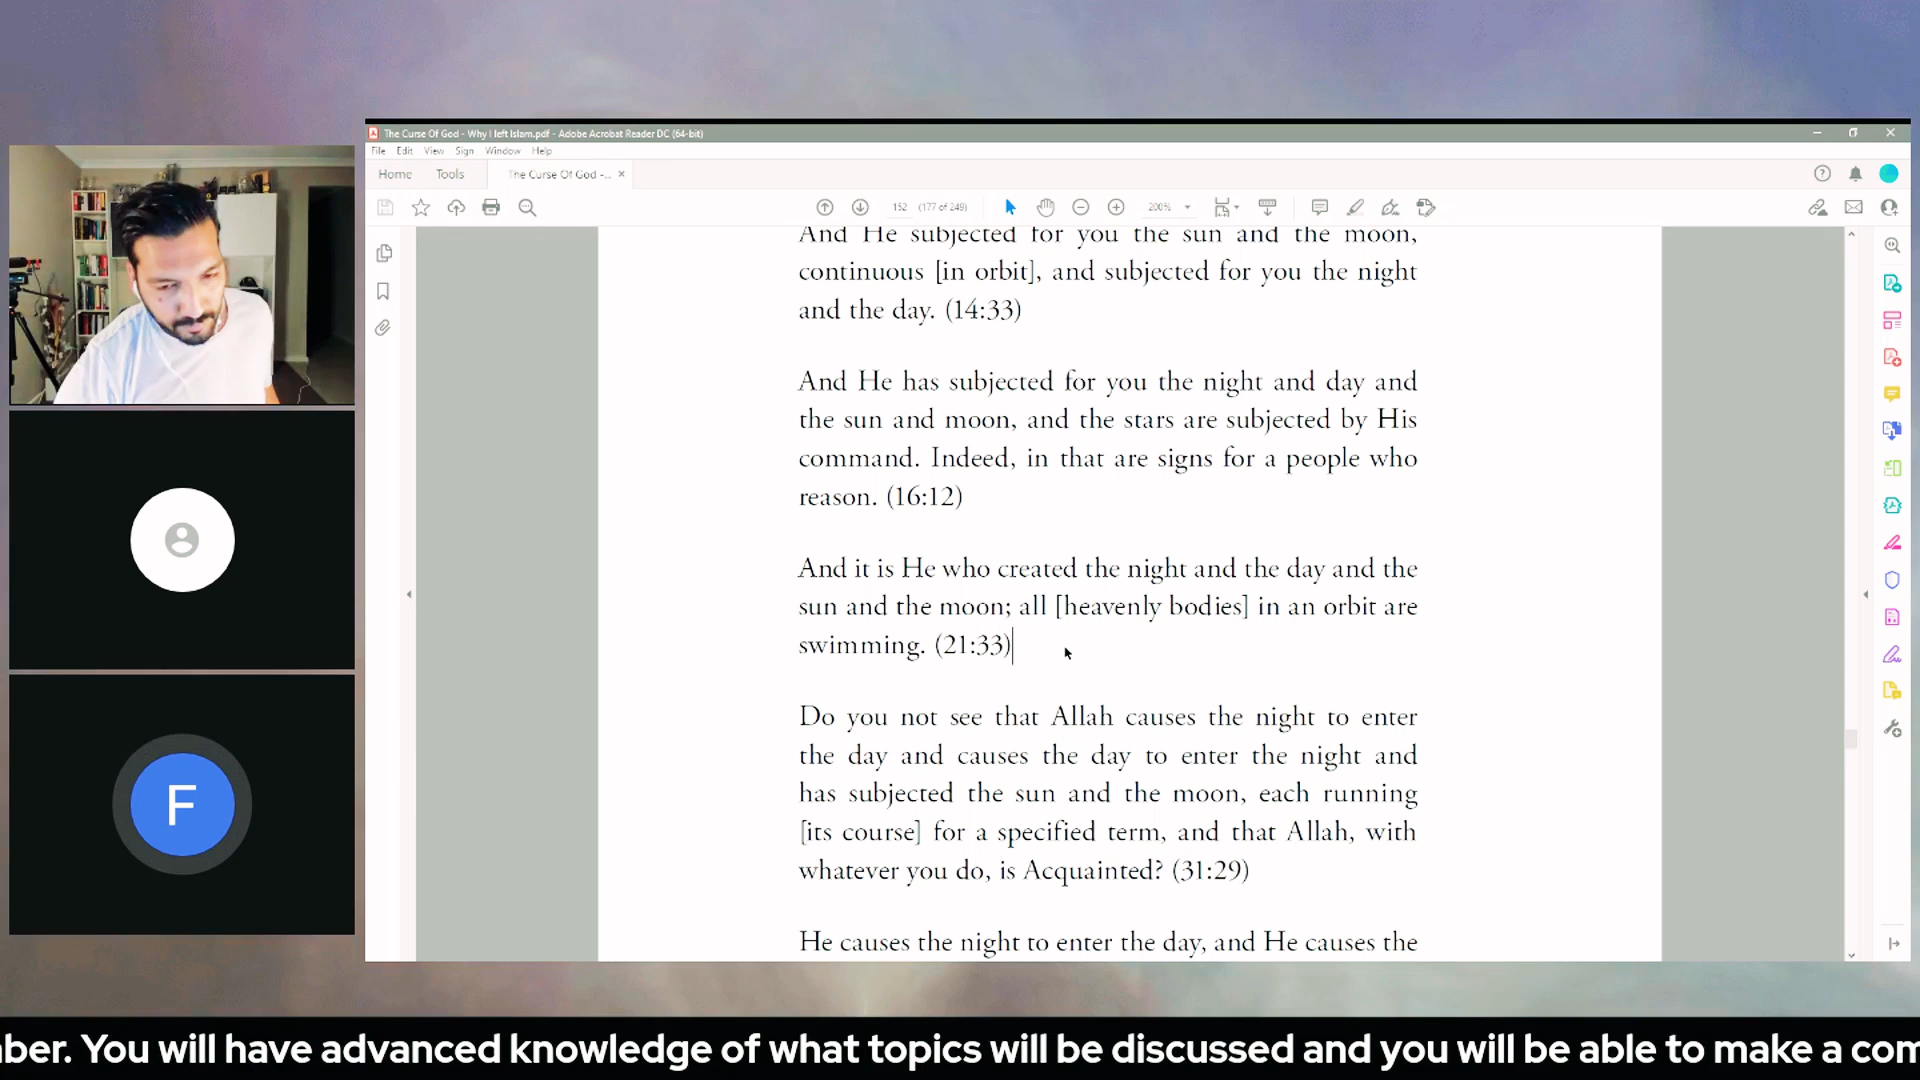 The Curse Of God - Why I left Islam.pdf - Adobe Acrobat Reader DC (64-bit)
File Edit View Sign Window Help
Home Tools The Curse Of God -...
152 (177 of 249) 200%
And He subjected for you the sun and the moon,
continuous [in orbit], and subjected for you the night
and the day. (14:33)
And He has subjected for you the night and day and
the sun and moon, and the stars are subjected by His
command. Indeed, in that are signs for a people who
reason. (16:12)
And it is He who created the night and the day and the
sun and the moon; all [heavenly bodies] in an orbit are
swimming. (21:33)
Do you not see that Allah causes the night to enter
the day and causes the day to enter the night and
has subjected the sun and the moon, each running
[its course] for a specified term, and that Allah, with
whatever you do, is Acquainted? (31:29)
He causes the night to enter the day, and He causes the
F
ber. You will have advanced knowledge of what topics will be discussed and you will be able to make a com